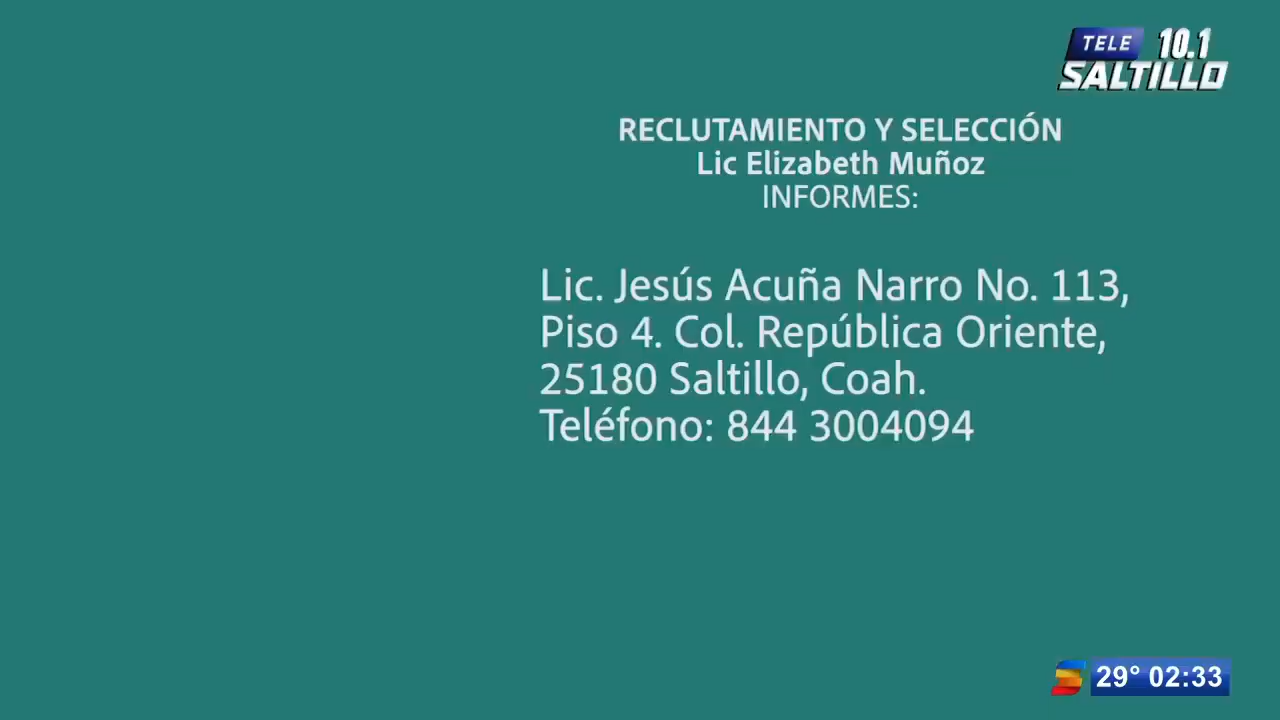 TELE 10.1
SALTILLO
RECLUTAMIENTO Y SELECCIÓN
Lic Elizabeth Muñoz
INFORMES:
Lic. Jesús Acuña Narro No. 113,
Piso 4. Col. República Oriente,
25180 Saltillo, Coah.
Teléfono: 844 3004094
29° 02:33